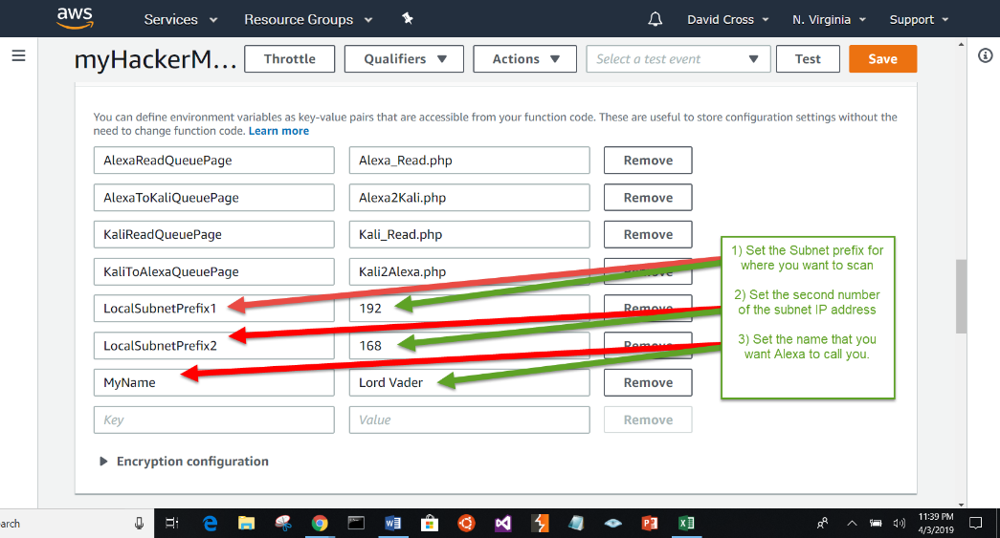 aws
Services
Resource Groups
David Cross
N. Virginia
Support
myHackerM...
Throttle
Qualifiers
Actions
Select a test event
Test
Save
You can define environment variables as key-value pairs that are accessible from your function code. These are useful to store configuration settings without the
need to change function code. Learn more
AlexaReadQueuePage Alexa_Read.php Remove
AlexaToKaliQueuePage Alexa2Kali.php Remove
KaliReadQueuePage Kali_Read.php Remove
KaliToAlexaQueuePage Kali2Alexa.php Remove
LocalSubnetPrefix1 192 Remove
LocalSubnetPrefix2 168 Remove
MyName Lord Vader Remove
Key Value Remove
1) Set the Subnet prefix for
where you want to scan
2) Set the second number
of the subnet IP address
3) Set the name that you
want Alexa to call you.
Encryption configuration
arch
11:39 PM
4/3/2019